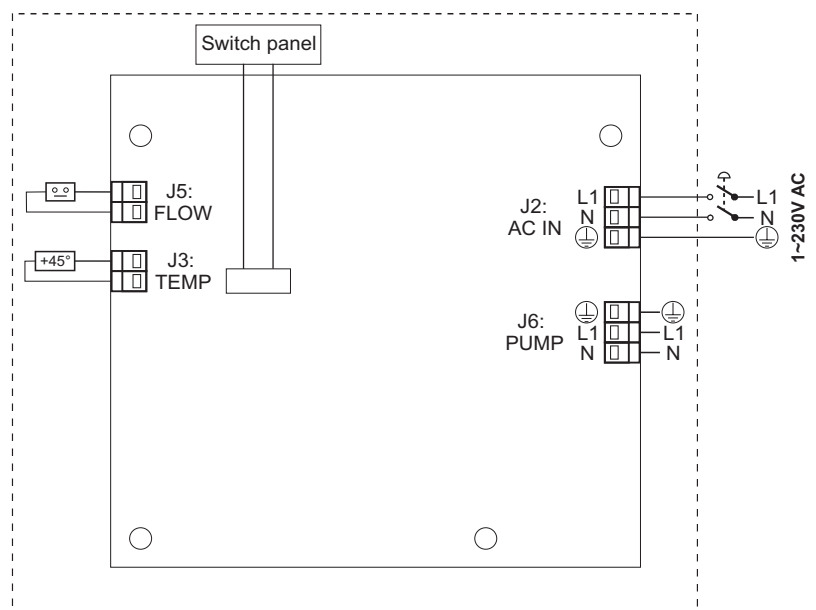 Switch panel
J5:
FLOW
+45°
J3:
TEMP
J2:
AC IN
L1
N
L1
N
1~230V AC
J6:
PUMP
L1
N
L1
N